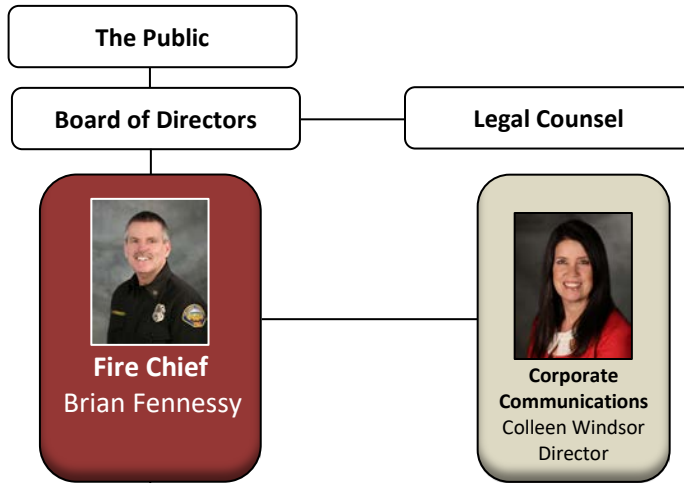 The Public
Board of Directors
Legal Counsel
Fire Chief
Brian Fennessy
Corporate
Communications
Colleen Windsor
Director